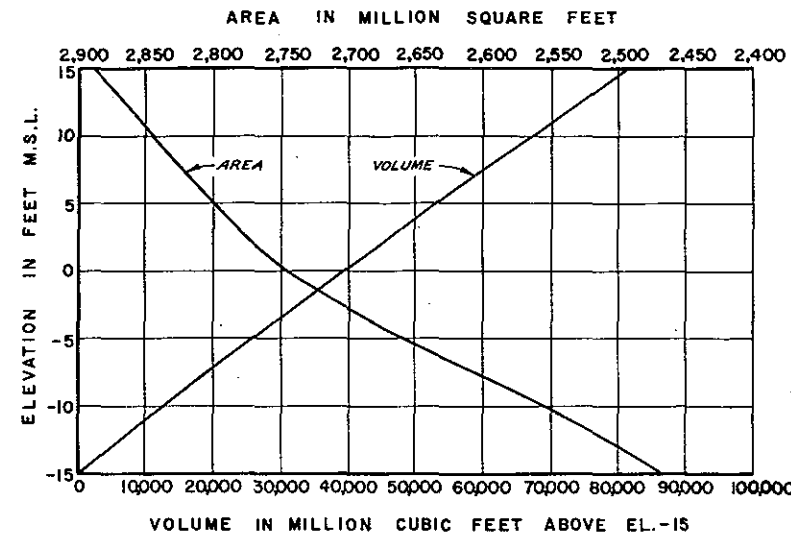 AREA IN MILLION SQUARE FEET
2,900 2,850 2,800 2,750 2,700 2,650 2,600 2,550 2,500 2,450 2,400
15
10
5
0
-5
-10
-15
ELEVATION IN FEET M.S.L.
AREA
VOLUME
0 10,000 20,000 30,000 40,000 50,000 60,000 70,000 80,000 90,000 100,000
VOLUME IN MILLION CUBIC FEET ABOVE EL.-15